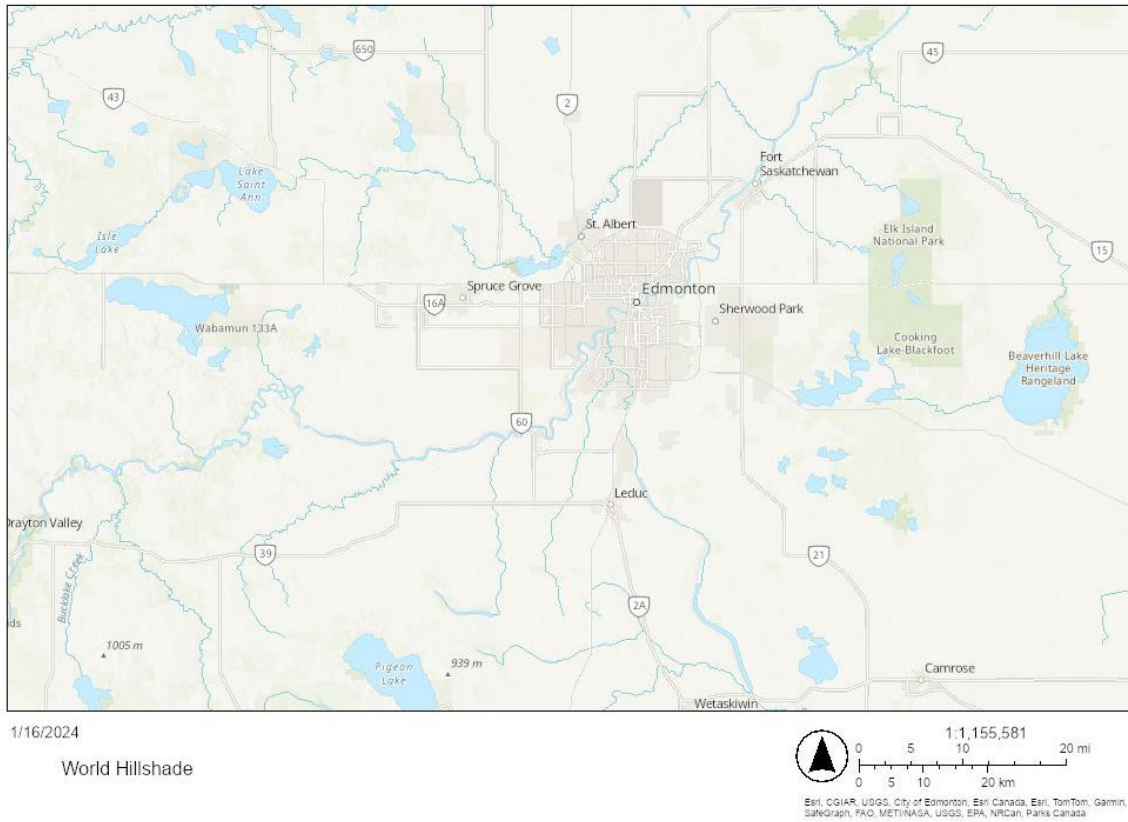 650
45
43
2
Fort
Saskatchewan
Lake
Saint
Ann
Isle
Lake
St. Albert
Elk Island
National Park
15
Spruce Grove
16A
Edmonton
Sherwood Park
Wabamun 133A
Cooking
Lake-Blackfoot
Beaverhill Lake
Heritage
Rangeland
60
Leduc
Drayton Valley
39
21
Bucklake Creek
2A
ds
1005 m
939 m
Pigeon
Lake
Camrose
Wetaskiwin
1/16/2024
World Hillshade
1:1,155,581
0 5 10 20 mi
0 5 10 20 km
Esri, CGIAR, USGS, City of Edmonton, Esri Canada, Esri, TomTom, Garmin,
SafeGraph, FAO, METI/NASA, USGS, EPA, NRCan, Parks Canada